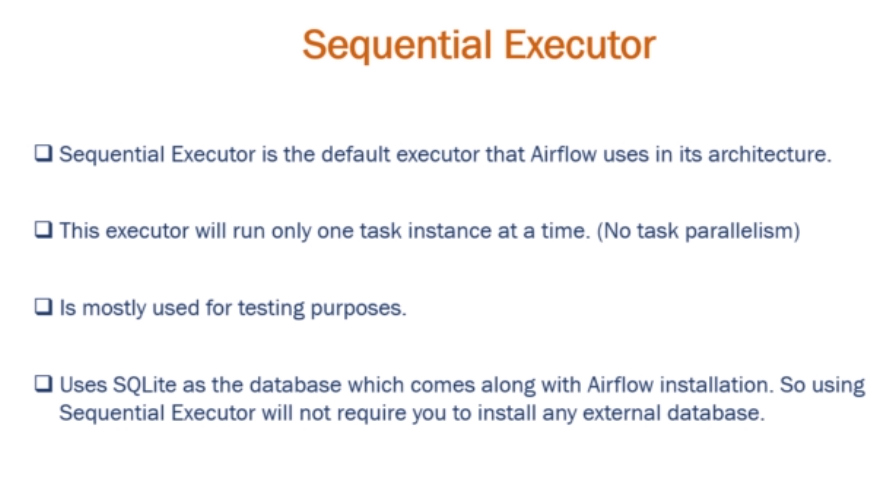 Sequential Executor
❑ Sequential Executor is the default executor that Airflow uses in its architecture.
❑ This executor will run only one task instance at a time. (No task parallelism)
❑ Is mostly used for testing purposes.
❑ Uses SQLite as the database which comes along with Airflow installation. So using
Sequential Executor will not require you to install any external database.